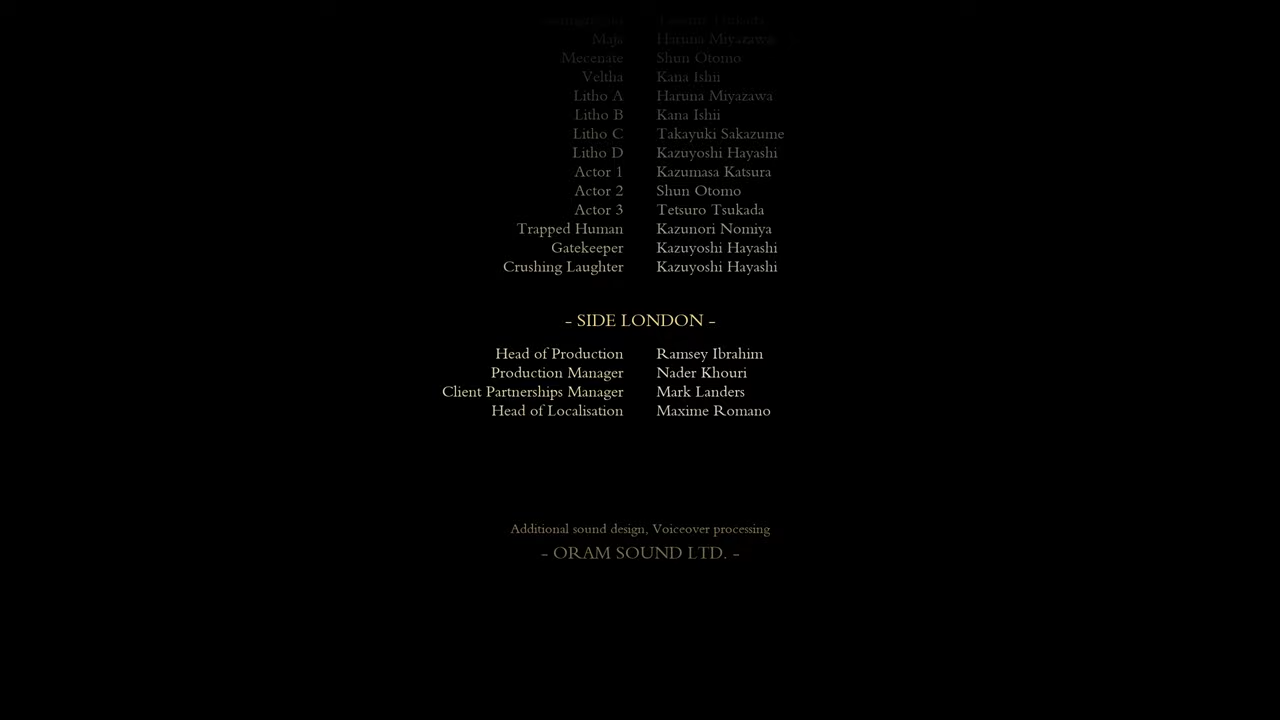 Tetsuro Tsukada
Maja Haruna Miyazawa
Mecenate Shun Otomo
Veltha Kana Ishii
Litho A Haruna Miyazawa
Litho B Kana Ishii
Litho C Takayuki Sakazume
Litho D Kazuyoshi Hayashi
Actor 1 Kazumasa Katsura
Actor 2 Shun Otomo
Actor 3 Tetsuro Tsukada
Trapped Human Kazunori Nomiya
Gatekeeper Kazuyoshi Hayashi
Crushing Laughter Kazuyoshi Hayashi
- SIDE LONDON -
Head of Production Ramsey Ibrahim
Production Manager Nader Khouri
Client Partnerships Manager Mark Landers
Head of Localisation Maxime Romano
Additional sound design, Voiceover processing
- ORAM SOUND LTD. -